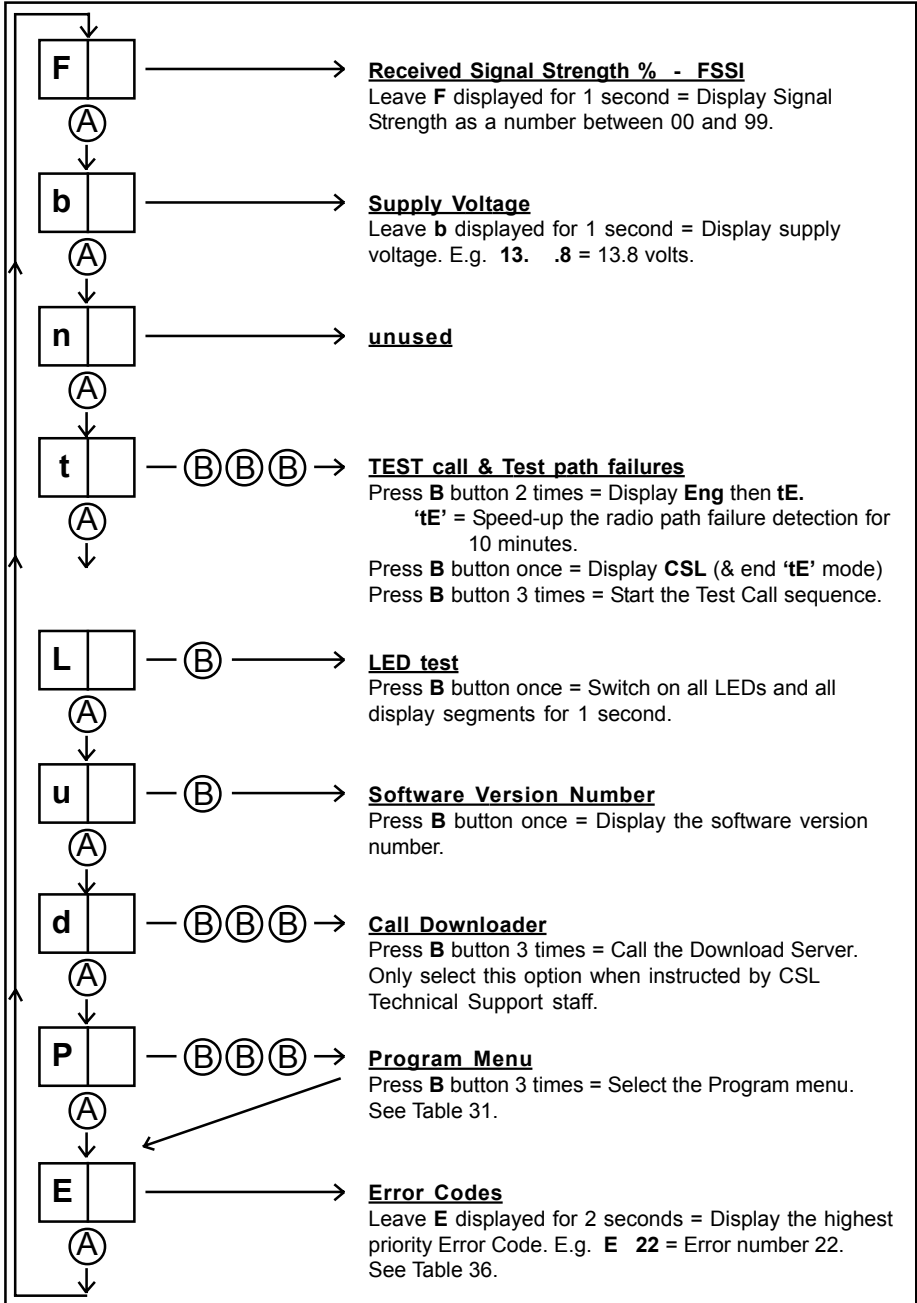 F
Received Signal Strength % - FSSI
Leave F displayed for 1 second = Display Signal
Strength as a number between 00 and 99.
A
b
Supply Voltage
Leave b displayed for 1 second = Display supply
voltage. E.g. 13. .8 = 13.8 volts.
A
n
unused
A
t
B B B
TEST call & Test path failures
Press B button 2 times = Display Eng then tE.
‘tE’ = Speed-up the radio path failure detection for
10 minutes.
Press B button once = Display CSL (& end ‘tE’ mode)
Press B button 3 times = Start the Test Call sequence.
A
L
B
LED test
Press B button once = Switch on all LEDs and all
display segments for 1 second.
A
u
B
Software Version Number
Press B button once = Display the software version
number.
A
d
B B B
Call Downloader
Press B button 3 times = Call the Download Server.
Only select this option when instructed by CSL
Technical Support staff.
A
P
B B B
Program Menu
Press B button 3 times = Select the Program menu.
See Table 31.
A
E
Error Codes
Leave E displayed for 2 seconds = Display the highest
priority Error Code. E.g. E 22 = Error number 22.
See Table 36.
A